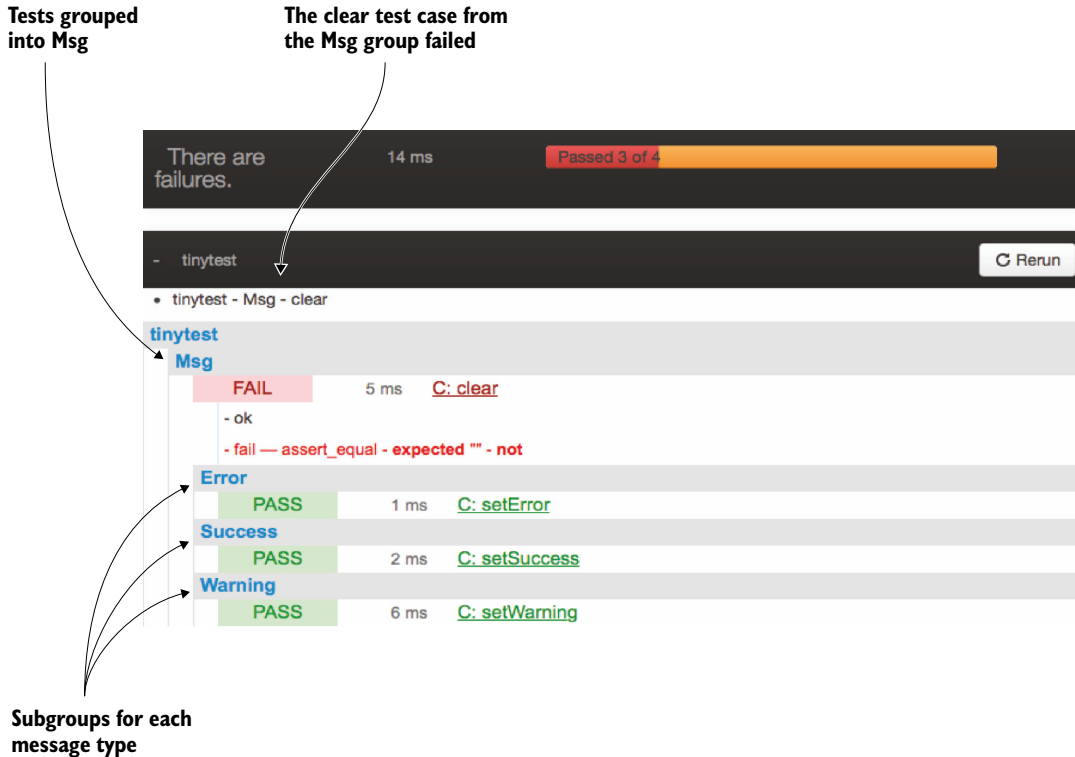 Tests grouped
into Msg
The clear test case from
the Msg group failed
There are
failures.
14 ms
Passed 3 of 4
- tinytest
Rerun
• tinytest - Msg - clear
tinytest
Msg
FAIL 5 ms C: clear
- ok
- fail — assert_equal - expected "" - not
Error
PASS 1 ms C: setError
Success
PASS 2 ms C: setSuccess
Warning
PASS 6 ms C: setWarning
Subgroups for each
message type